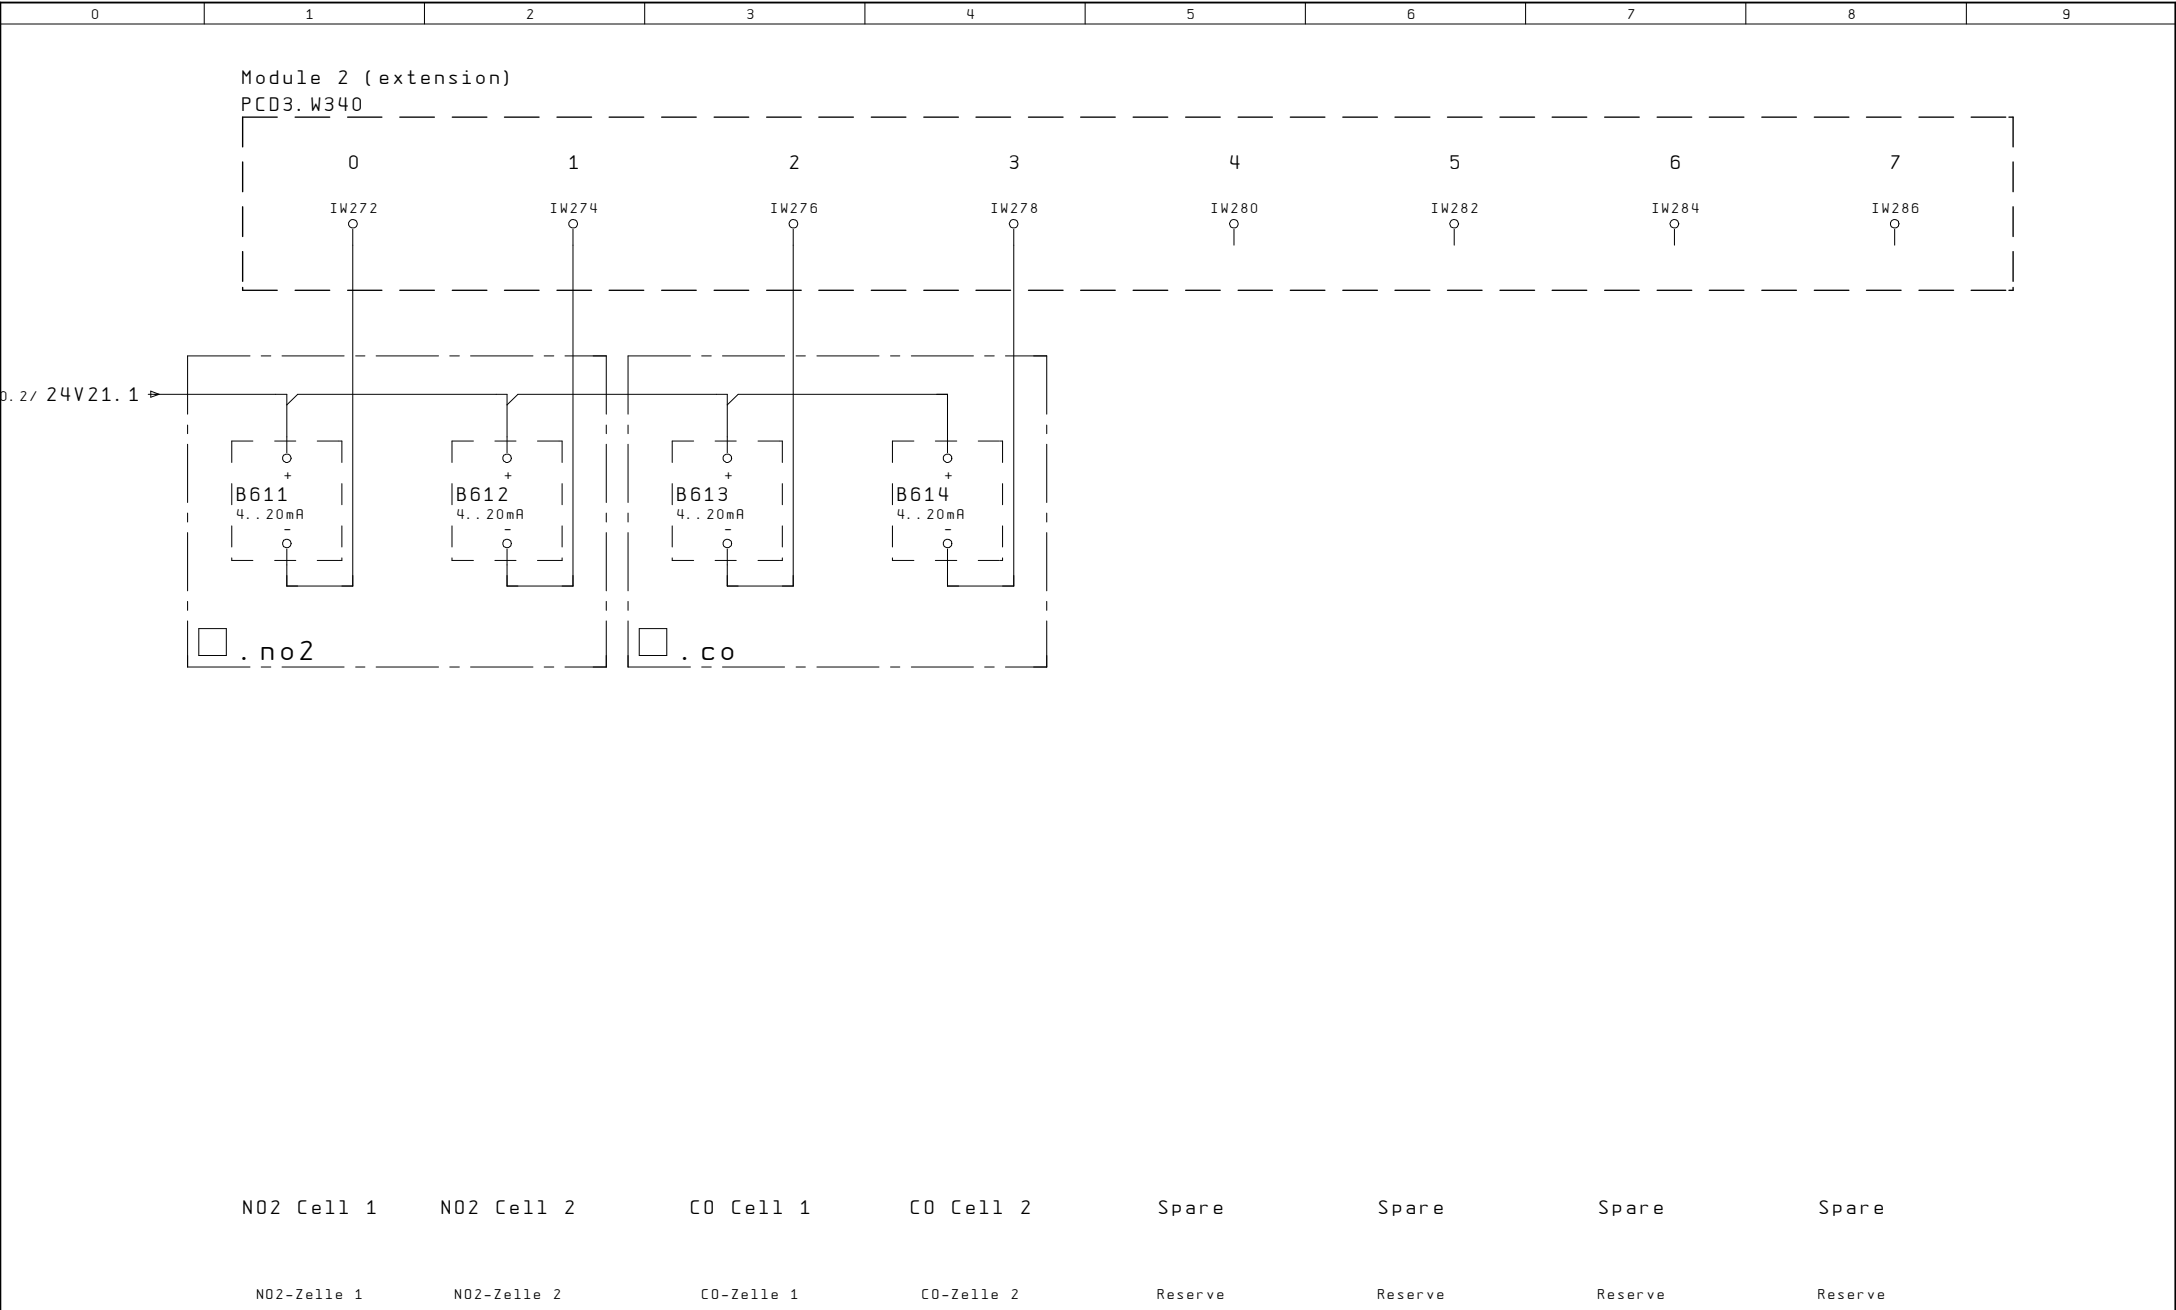 0 1 2 3 4 5 6 7 8 9
Module 2 (extension)
PCD3.W340
0 1 2 3 4 5 6 7
IW272 IW274 IW276 IW278 IW280 IW282 IW284 IW286
0.2/ 24V21.1
+ + + +
B611 B612 B613 B614
4..20mA 4..20mA 4..20mA 4..20mA
- - - -
.no2 .co
NO2 Cell 1 NO2 Cell 2 CO Cell 1 CO Cell 2 Spare Spare Spare Spare
NO2-Zelle 1 NO2-Zelle 2 CO-Zelle 1 CO-Zelle 2 Reserve Reserve Reserve Reserve